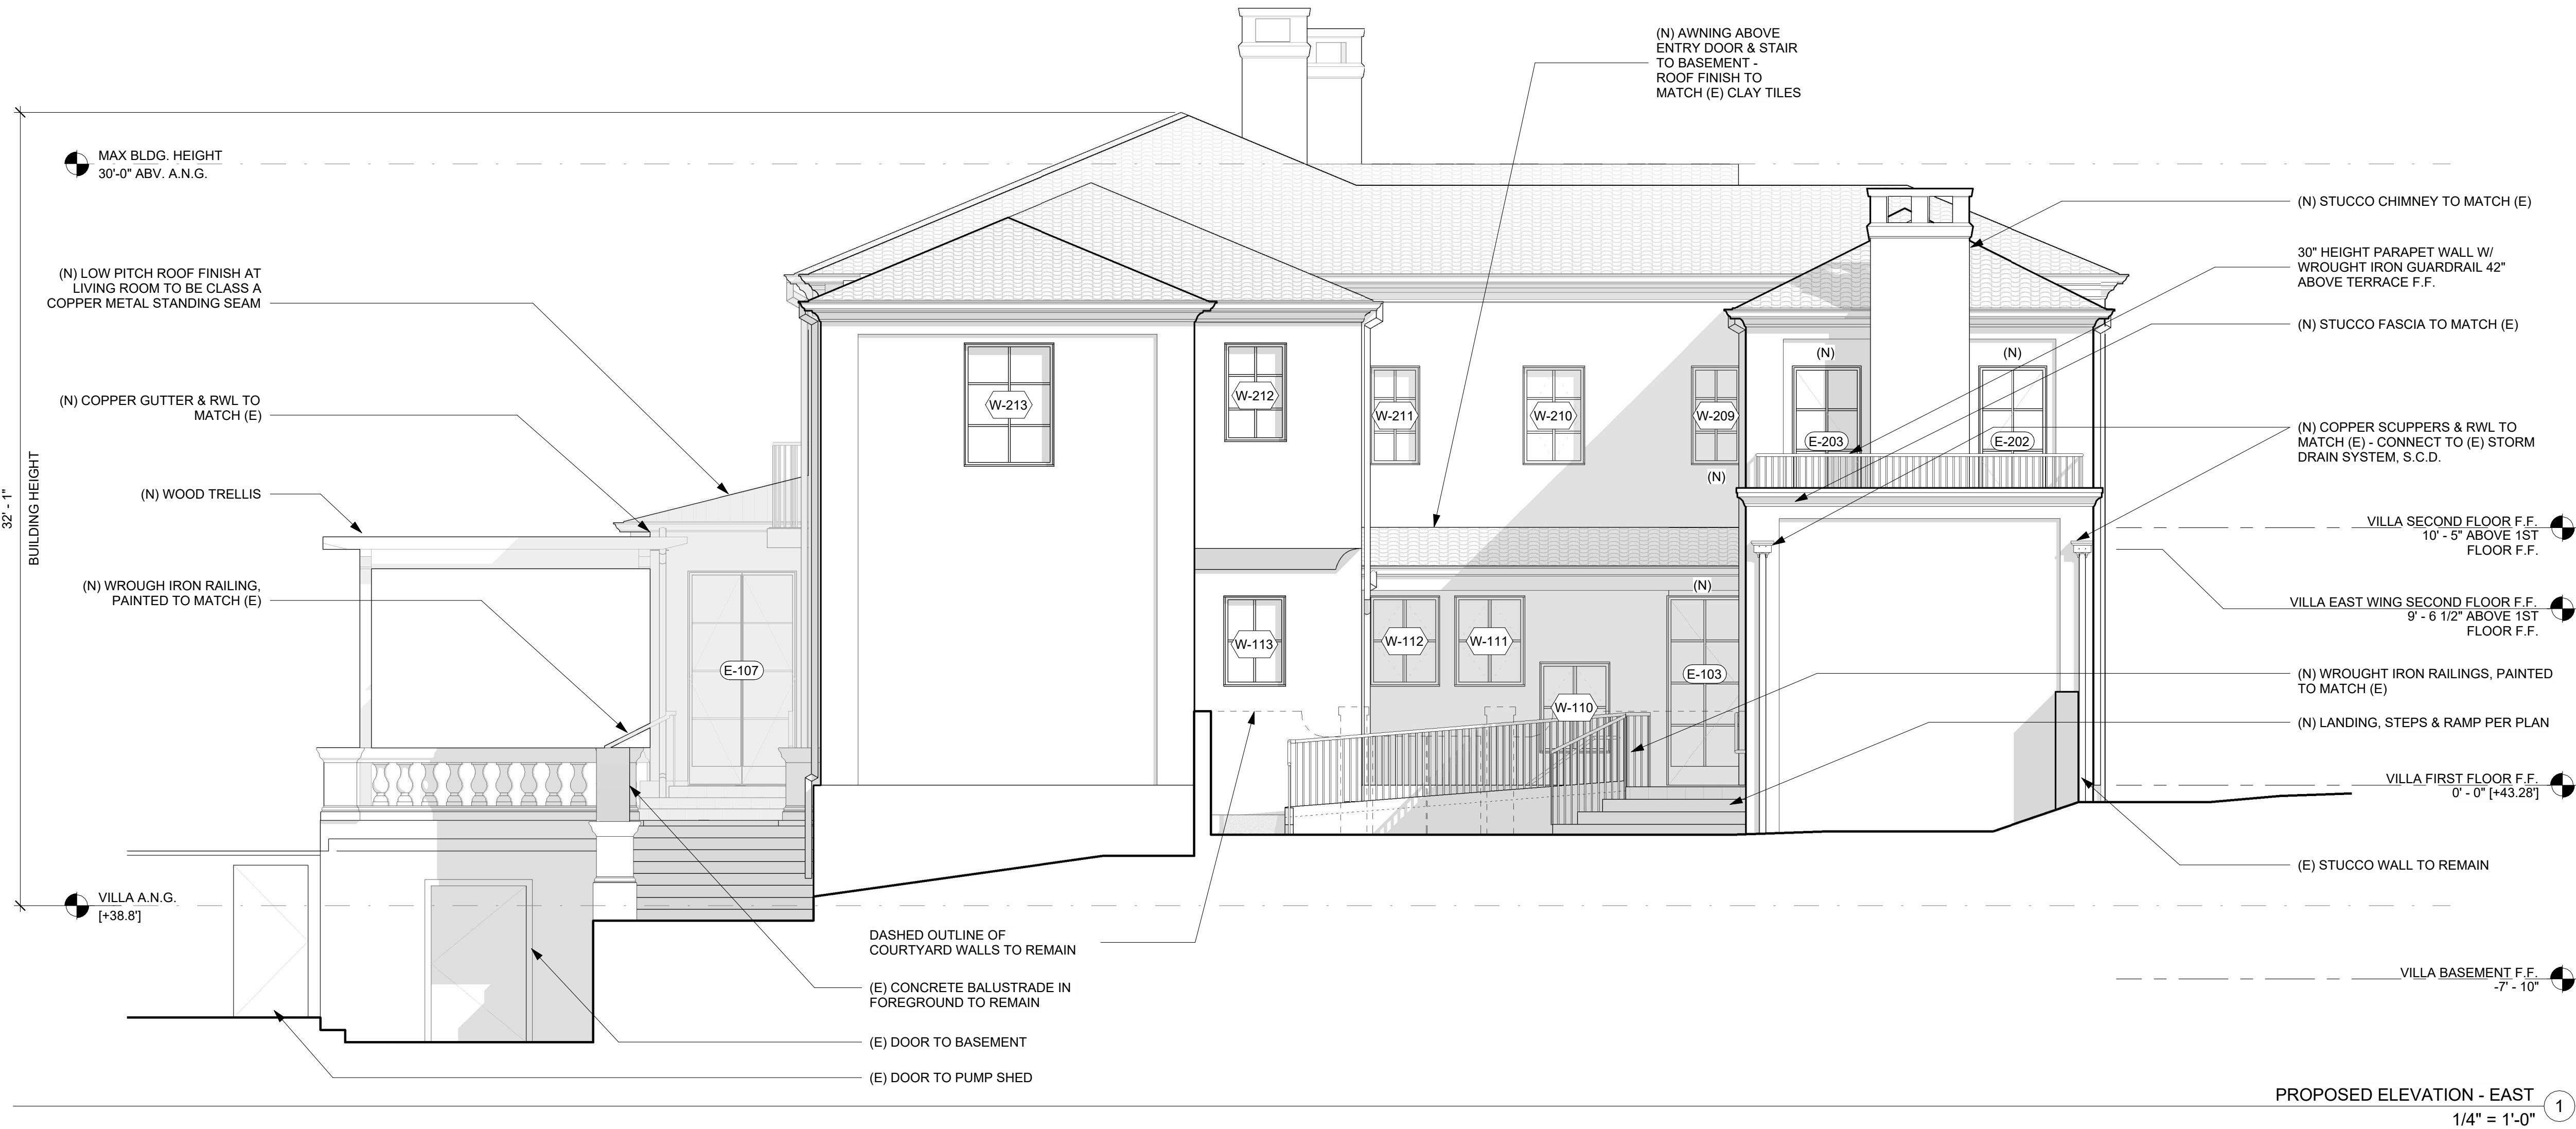 (N) AWNING ABOVE
ENTRY DOOR & STAIR
TO BASEMENT -
ROOF FINISH TO
MATCH (E) CLAY TILES
MAX BLDG. HEIGHT
30'-0" ABV. A.N.G.
(N) LOW PITCH ROOF FINISH AT
LIVING ROOM TO BE CLASS A
COPPER METAL STANDING SEAM
(N) COPPER GUTTER & RWL TO
MATCH (E)
32' - 1"
BUILDING HEIGHT
(N) WOOD TRELLIS
(N) WROUGH IRON RAILING,
PAINTED TO MATCH (E)
VILLA A.N.G.
[+38.8']
W-213
W-212
W-211
W-210
W-209
(N)
(N)
(N)
E-203
E-202
E-107
W-113
W-112
W-111
W-110
(N)
E-103
(N) STUCCO CHIMNEY TO MATCH (E)
30" HEIGHT PARAPET WALL W/
WROUGHT IRON GUARDRAIL 42"
ABOVE TERRACE F.F.
(N) STUCCO FASCIA TO MATCH (E)
(N) COPPER SCUPPERS & RWL TO
MATCH (E) - CONNECT TO (E) STORM
DRAIN SYSTEM, S.C.D.
VILLA SECOND FLOOR F.F.
10' - 5" ABOVE 1ST
FLOOR F.F.
VILLA EAST WING SECOND FLOOR F.F.
9' - 6 1/2" ABOVE 1ST
FLOOR F.F.
(N) WROUGHT IRON RAILINGS, PAINTED
TO MATCH (E)
(N) LANDING, STEPS & RAMP PER PLAN
VILLA FIRST FLOOR F.F.
0' - 0" [+43.28']
(E) STUCCO WALL TO REMAIN
VILLA BASEMENT F.F.
-7' - 10"
DASHED OUTLINE OF
COURTYARD WALLS TO REMAIN
(E) CONCRETE BALUSTRADE IN
FOREGROUND TO REMAIN
(E) DOOR TO BASEMENT
(E) DOOR TO PUMP SHED
PROPOSED ELEVATION - EAST
1
1/4" = 1'-0"